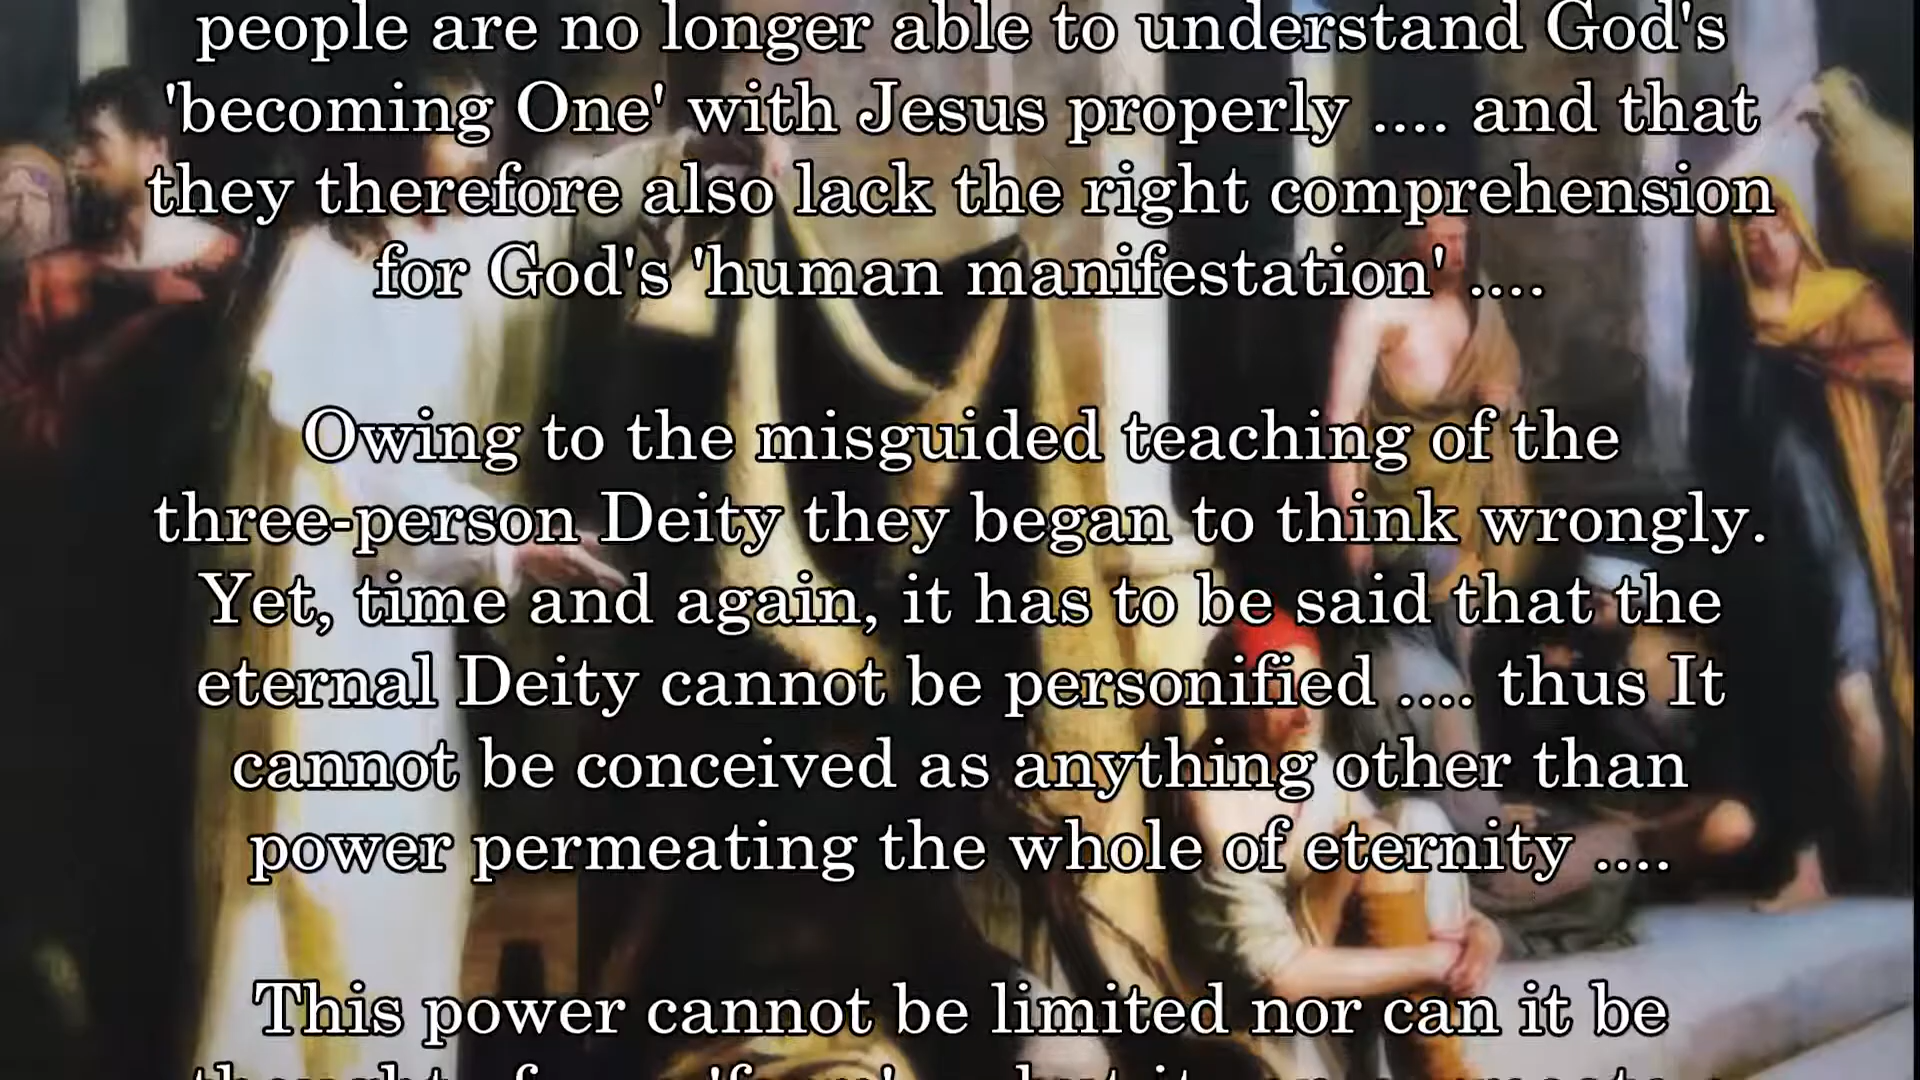 people are no longer able to understand God's
'becoming One' with Jesus properly .... and that
they therefore also lack the right comprehension
for God's 'human manifestation' ....
Owing to the misguided teaching of the
three-person Deity they began to think wrongly.
Yet, time and again, it has to be said that the
eternal Deity cannot be personified .... thus It
cannot be conceived as anything other than
power permeating the whole of eternity ....
This power cannot be limited nor can it be